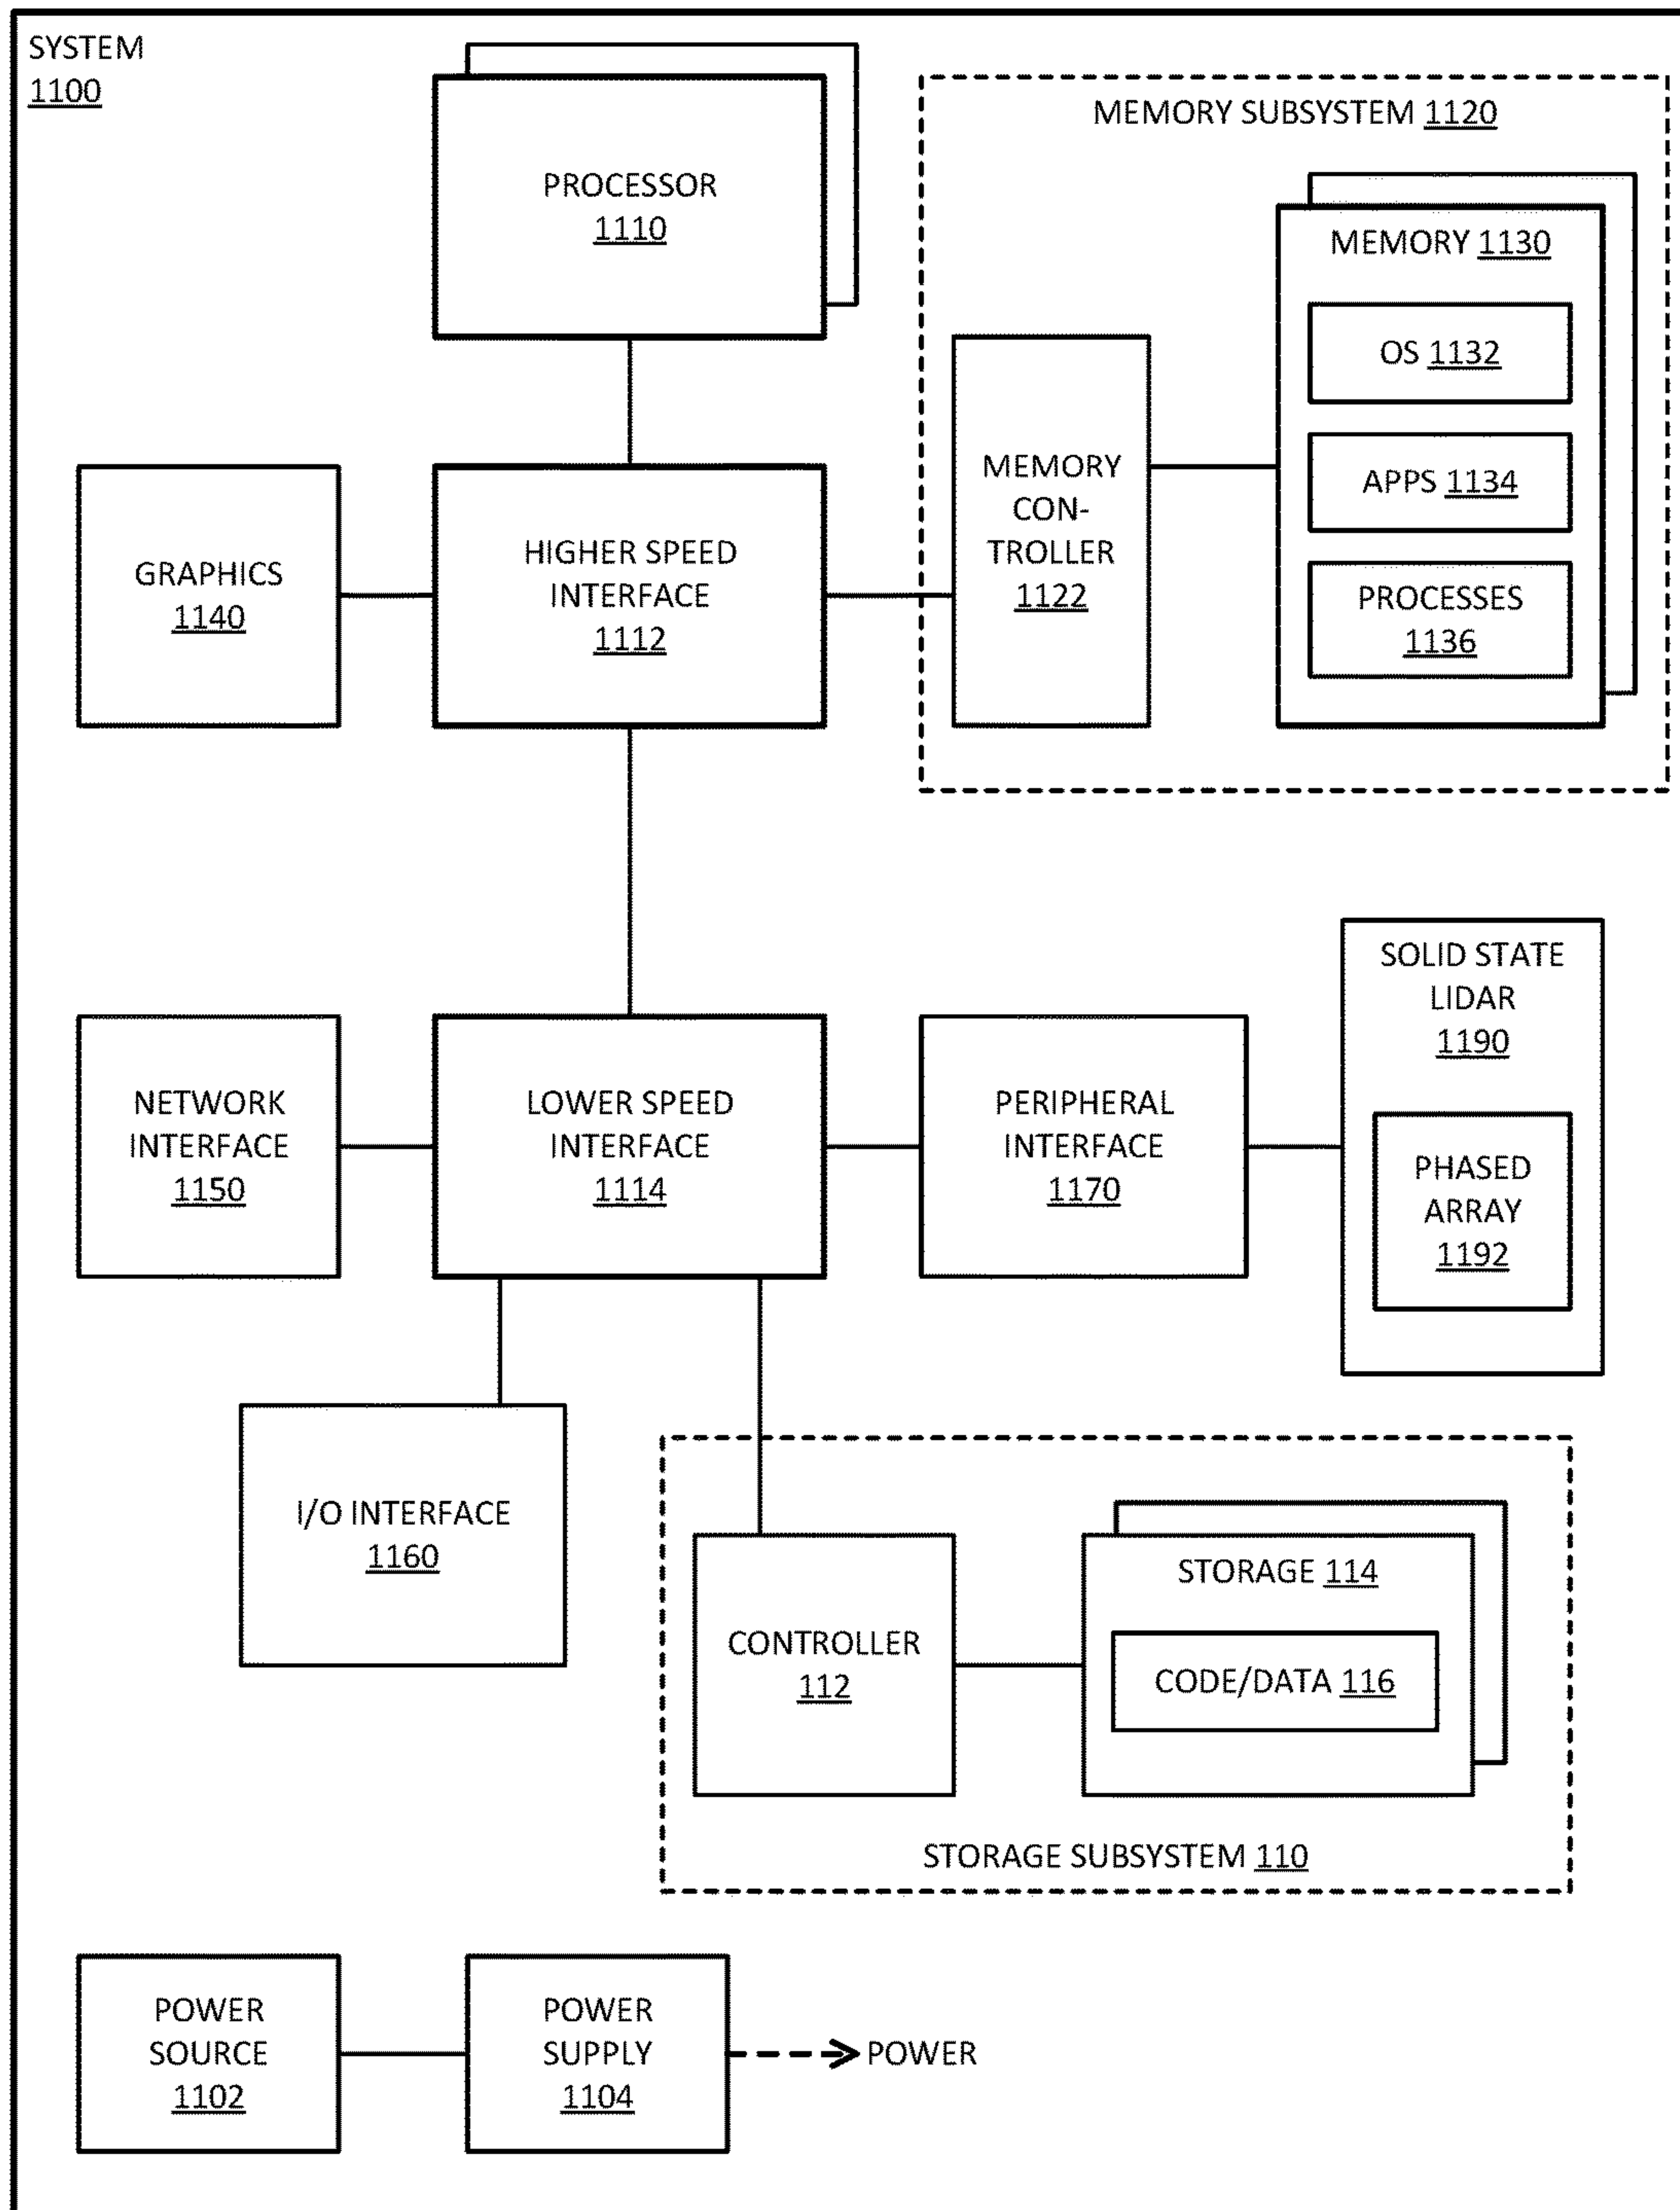 SYSTEM
1100
PROCESSOR
1110
MEMORY SUBSYSTEM 1120
MEMORY 1130
OS 1132
APPS 1134
PROCESSES
1136
MEMORY
CON-
TROLLER
1122
GRAPHICS
1140
HIGHER SPEED
INTERFACE
1112
NETWORK
INTERFACE
1150
LOWER SPEED
INTERFACE
1114
PERIPHERAL
INTERFACE
1170
SOLID STATE
LIDAR
1190
PHASED
ARRAY
1192
I/O INTERFACE
1160
CONTROLLER
112
STORAGE 114
CODE/DATA 116
STORAGE SUBSYSTEM 110
POWER
SOURCE
1102
POWER
SUPPLY
1104
POWER